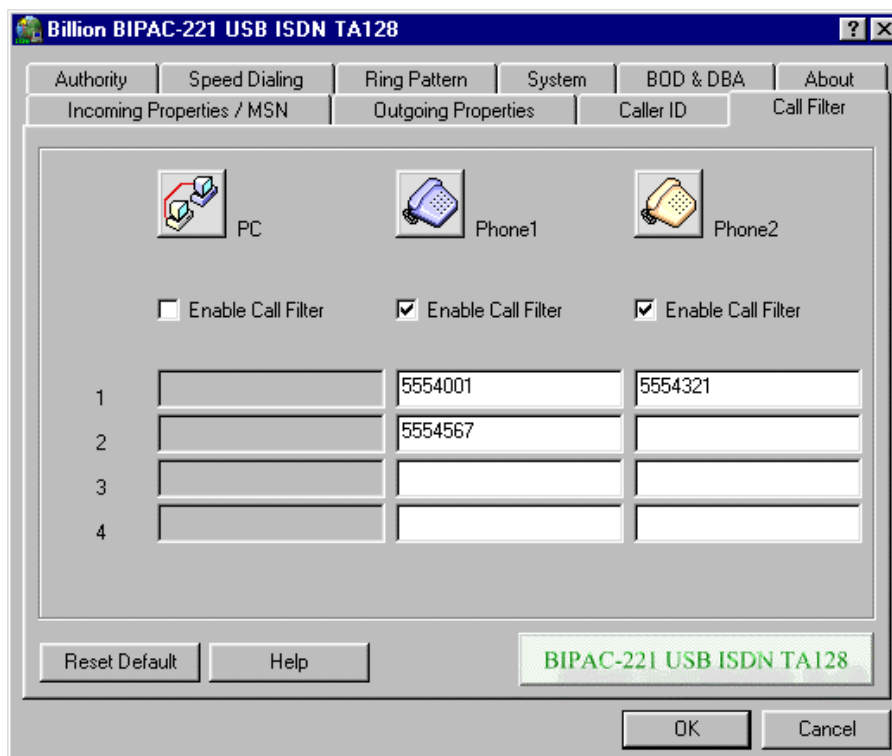 Billion BIPAC-221 USB ISDN TA128
Authority Speed Dialing Ring Pattern System BOD & DBA About
Incoming Properties / MSN Outgoing Properties Caller ID Call Filter
PC Phone1 Phone2
Enable Call Filter Enable Call Filter Enable Call Filter
1 5554001 5554321
2 5554567
3
4
Reset Default Help BIPAC-221 USB ISDN TA128
OK Cancel